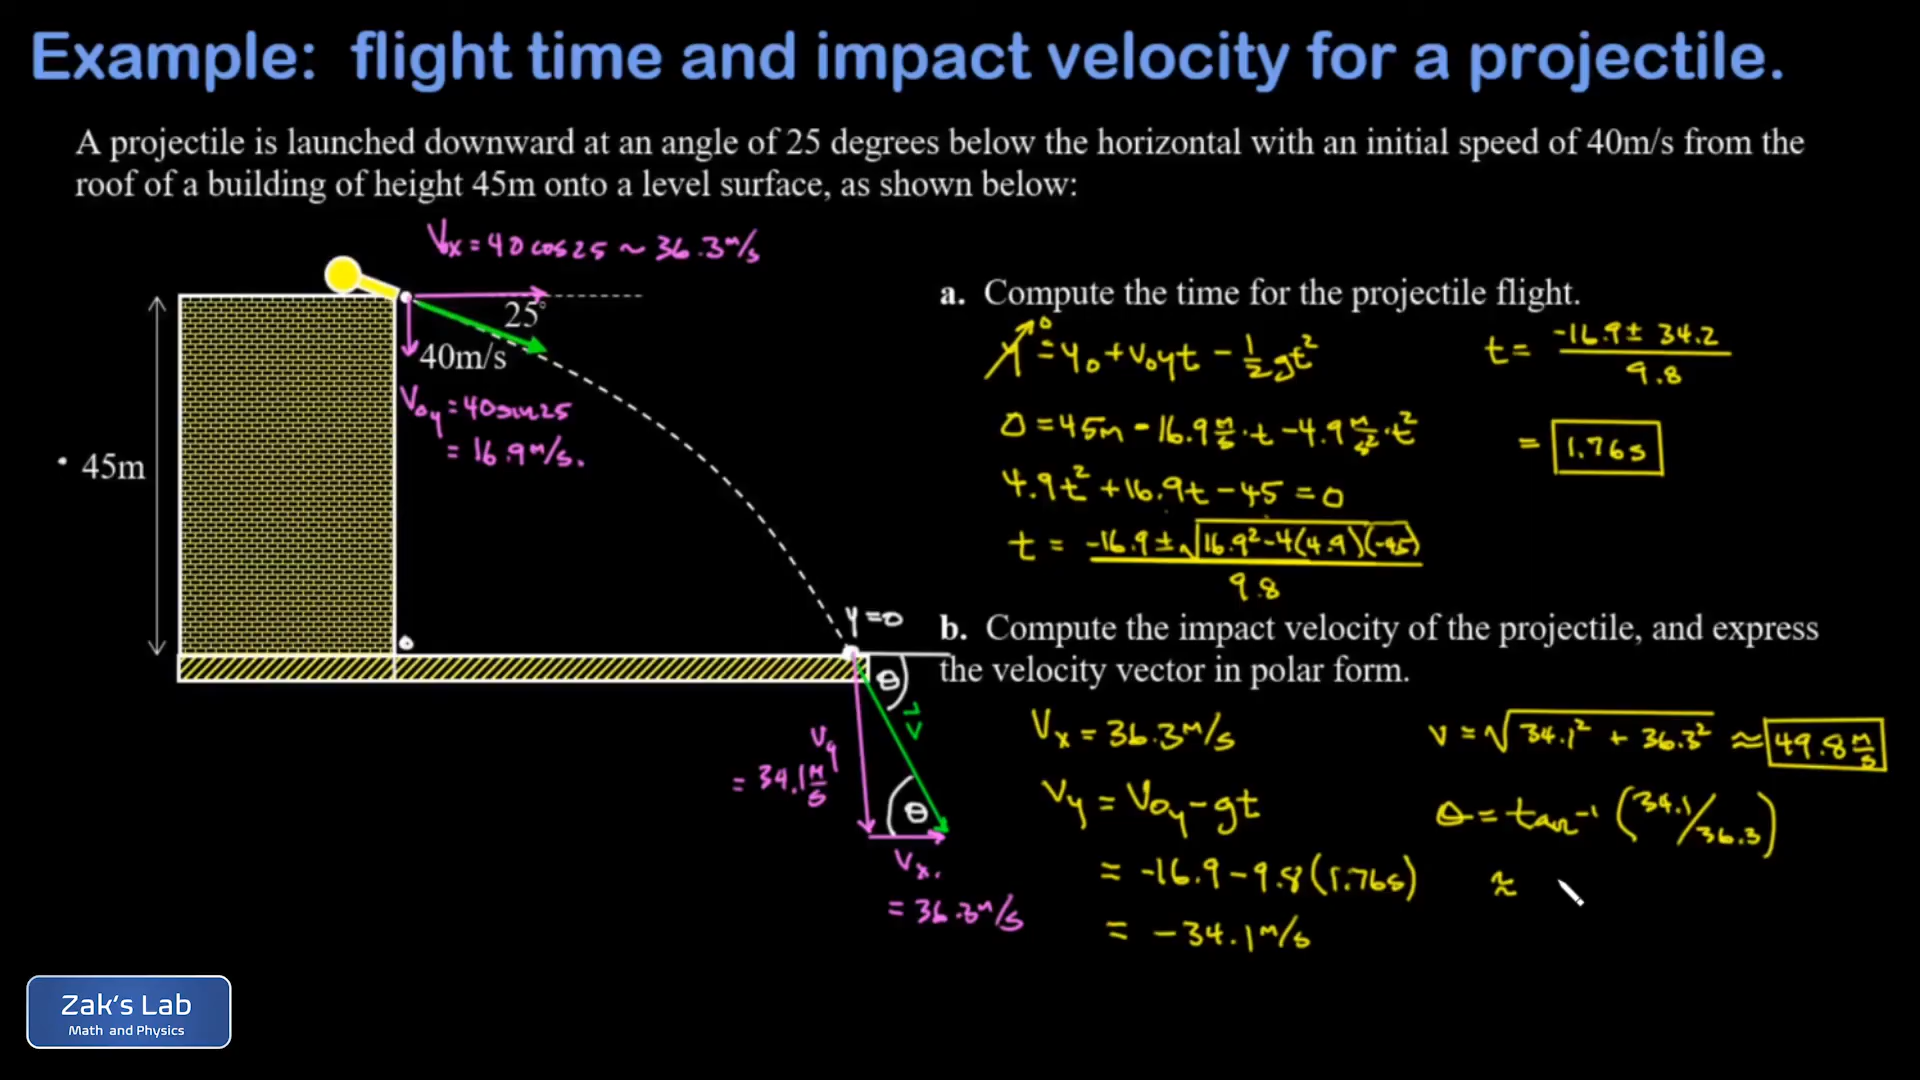 Example: flight time and impact velocity for a projectile.
A projectile is launched downward at an angle of 25 degrees below the horizontal with an initial speed of 40m/s from the
roof of a building of height 45m onto a level surface, as shown below:
Vx = 40 cos 25 ~ 36.3 m/s
25°
40m/s
V₀y = 40 sin 25
= 16.9 m/s.
• 45m
0
y = 0
θ
v⃗
Vy
= 34.1 m/s
θ
Vx.
= 36.3 m/s
a. Compute the time for the projectile flight.
y⁰ = y₀ + v₀yt - ½gt²
0 = 45m - 16.9 m/s · t - 4.9 m/s² · t²
4.9t² + 16.9t - 45 = 0
t = -16.9 ± √16.9² - 4(4.9)(-45)
9.8
t = -16.9 ± 34.2
9.8
= 1.76s
b. Compute the impact velocity of the projectile, and express
the velocity vector in polar form.
Vx = 36.3 m/s
Vy = V₀y - gt
= -16.9 - 9.8(1.76s)
= -34.1 m/s
v = √34.1² + 36.3² ≈ 49.8 m/s
θ = tan⁻¹ (34.1/36.3)
≈
Zak's Lab
Math and Physics